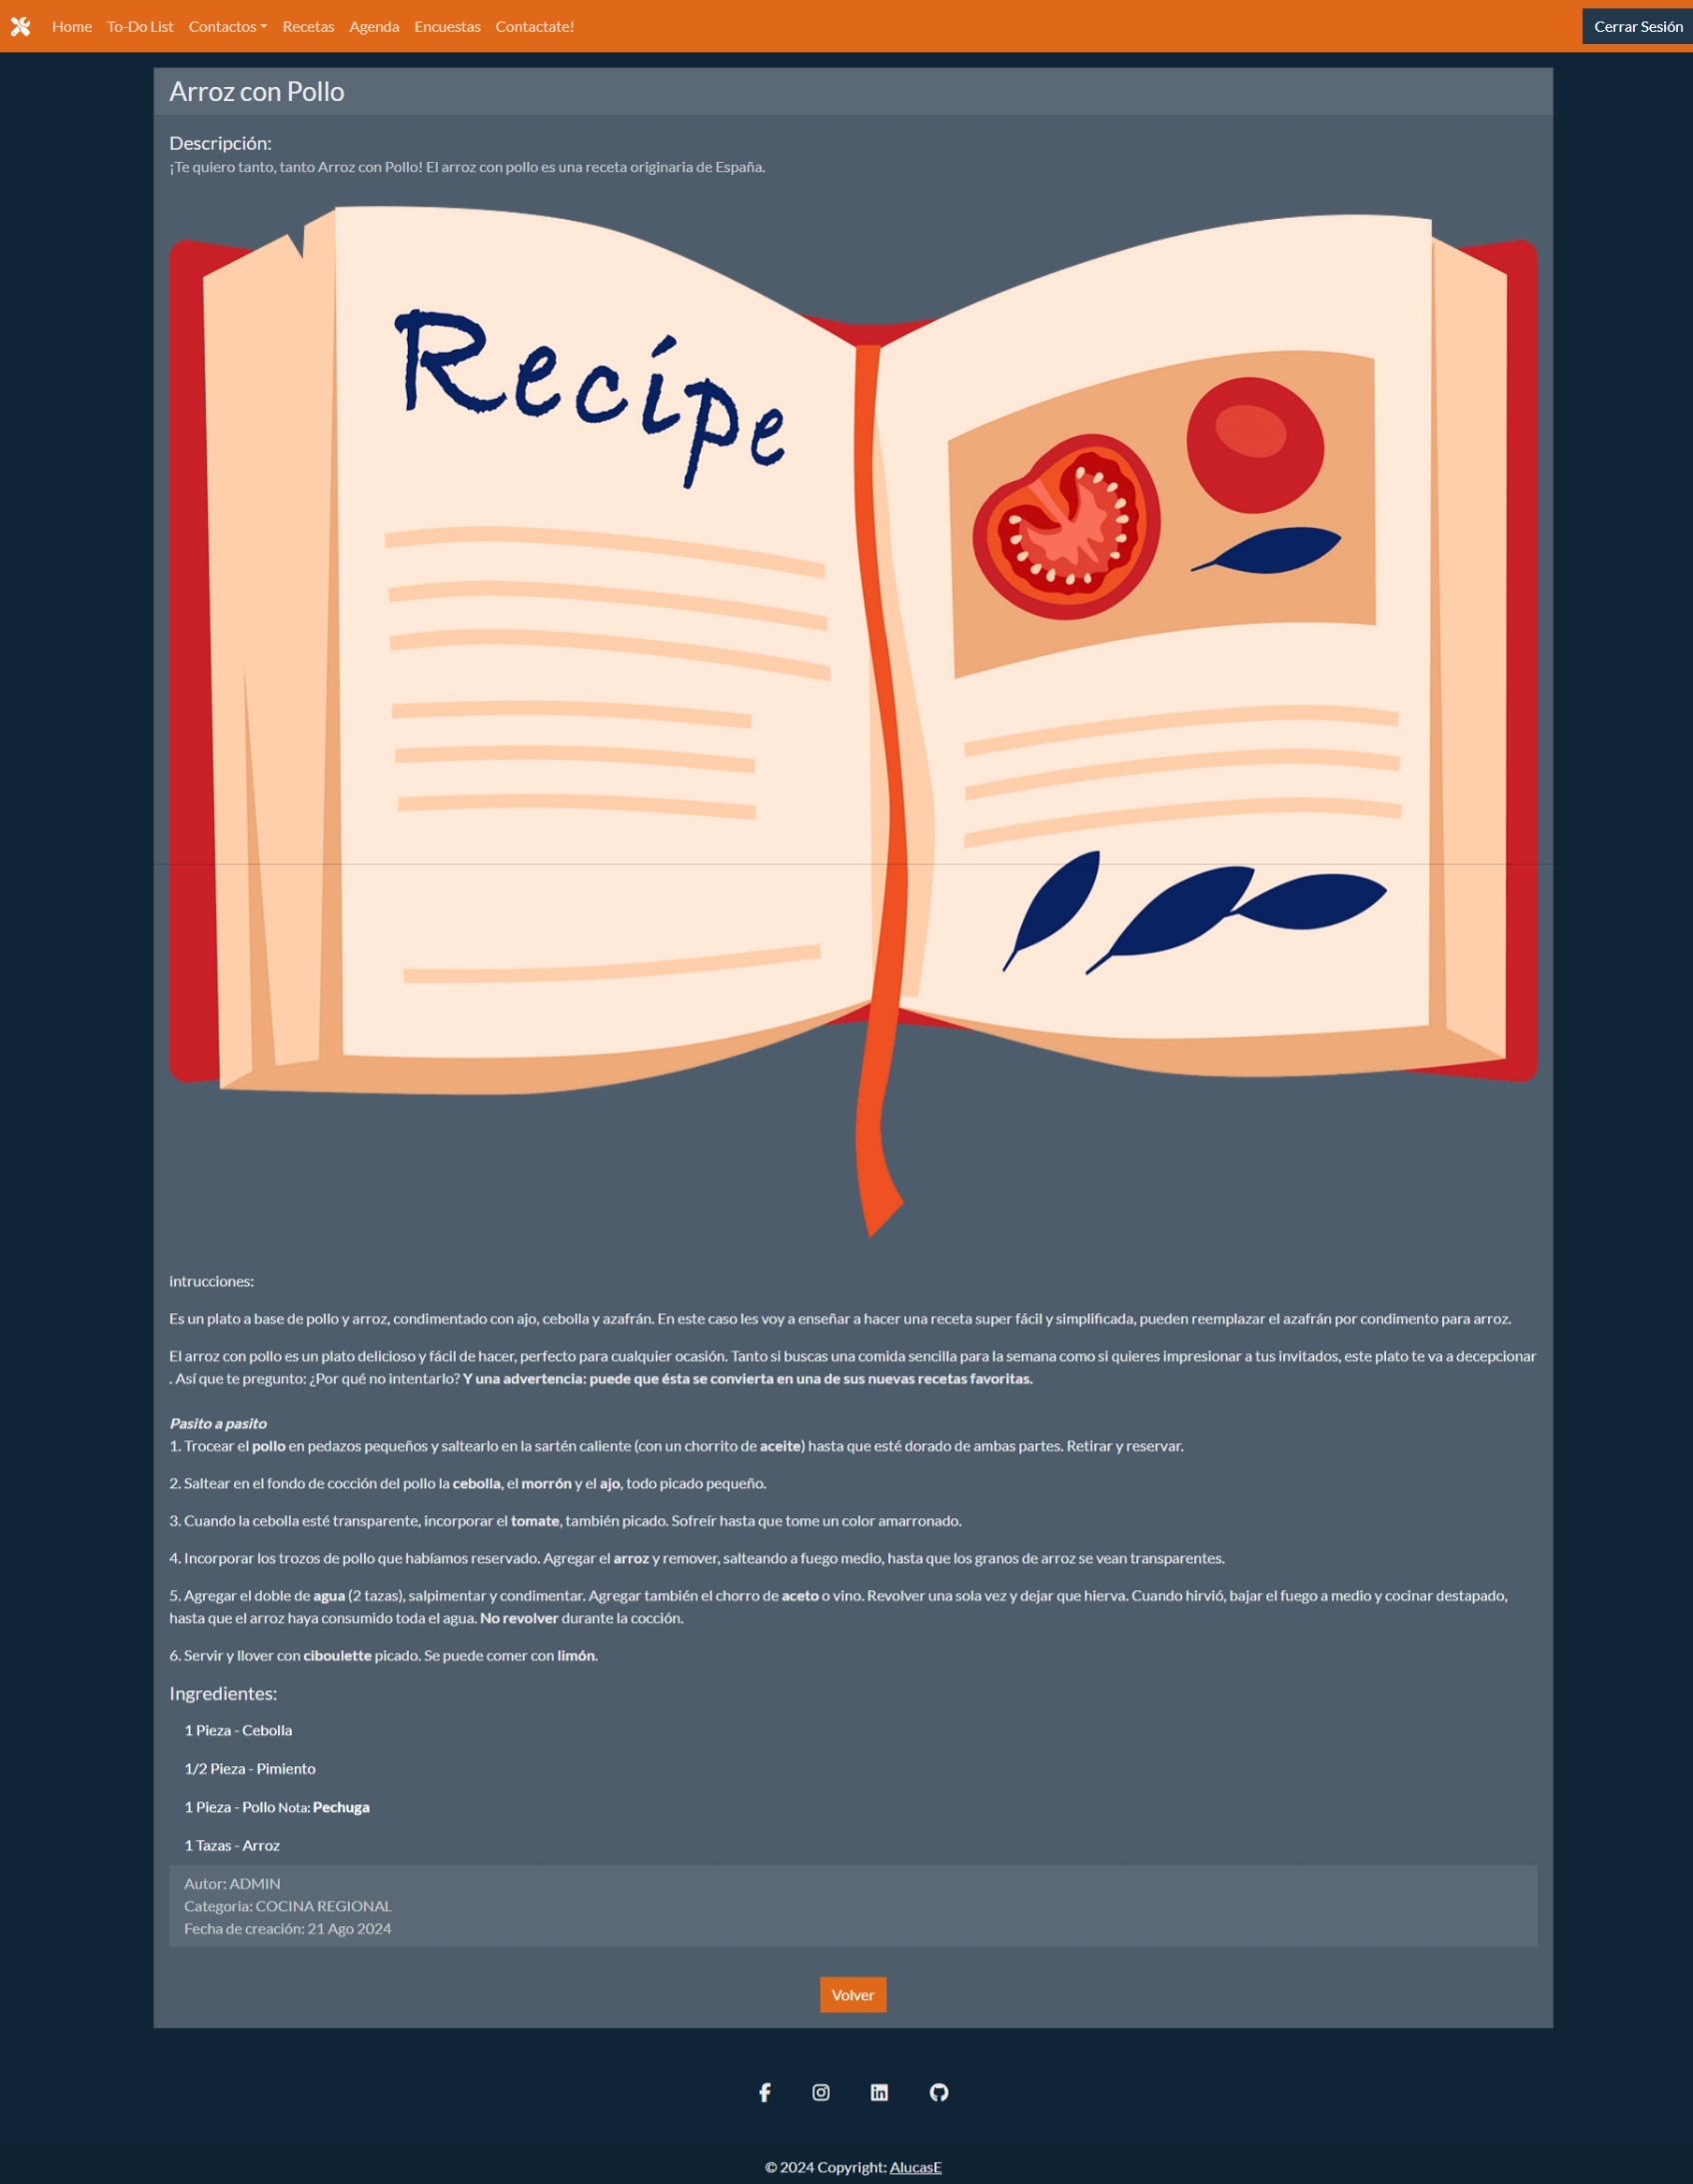 Home To-Do List Contactos Recetas Agenda Encuestas Contactate! Cerrar Sesión
Arroz con Pollo
Descripción:
¡Te quiero tanto, tanto Arroz con Pollo! El arroz con pollo es una receta originaria de España.
Recipe
intrucciones:
Es un plato a base de pollo y arroz, condimentado con ajo, cebolla y azafrán. En este caso les voy a enseñar a hacer una receta super fácil y simplificada, pueden reemplazar el azafrán por condimento para arroz.
El arroz con pollo es un plato delicioso y fácil de hacer, perfecto para cualquier ocasión. Tanto si buscas una comida sencilla para la semana como si quieres impresionar a tus invitados, este plato te va a decepcionar
. Así que te pregunto: ¿Por qué no intentarlo? Y una advertencia: puede que ésta se convierta en una de sus nuevas recetas favoritas.
Pasito a pasito
1. Trocear el pollo en pedazos pequeños y saltearlo en la sartén caliente (con un chorrito de aceite) hasta que esté dorado de ambas partes. Retirar y reservar.
2. Saltear en el fondo de cocción del pollo la cebolla, el morrón y el ajo, todo picado pequeño.
3. Cuando la cebolla esté transparente, incorporar el tomate, también picado. Sofreír hasta que tome un color amarronado.
4. Incorporar los trozos de pollo que habíamos reservado. Agregar el arroz y remover, salteando a fuego medio, hasta que los granos de arroz se vean transparentes.
5. Agregar el doble de agua (2 tazas), salpimentar y condimentar. Agregar también el chorro de aceto o vino. Revolver una sola vez y dejar que hierva. Cuando hirvió, bajar el fuego a medio y cocinar destapado,
hasta que el arroz haya consumido toda el agua. No revolver durante la cocción.
6. Servir y llover con ciboulette picado. Se puede comer con limón.
Ingredientes:
1 Pieza - Cebolla
1/2 Pieza - Pimiento
1 Pieza - Pollo Nota: Pechuga
1 Tazas - Arroz
Autor: ADMIN
Categoria: COCINA REGIONAL
Fecha de creación: 21 Ago 2024
Volver
© 2024 Copyright: AlucasE